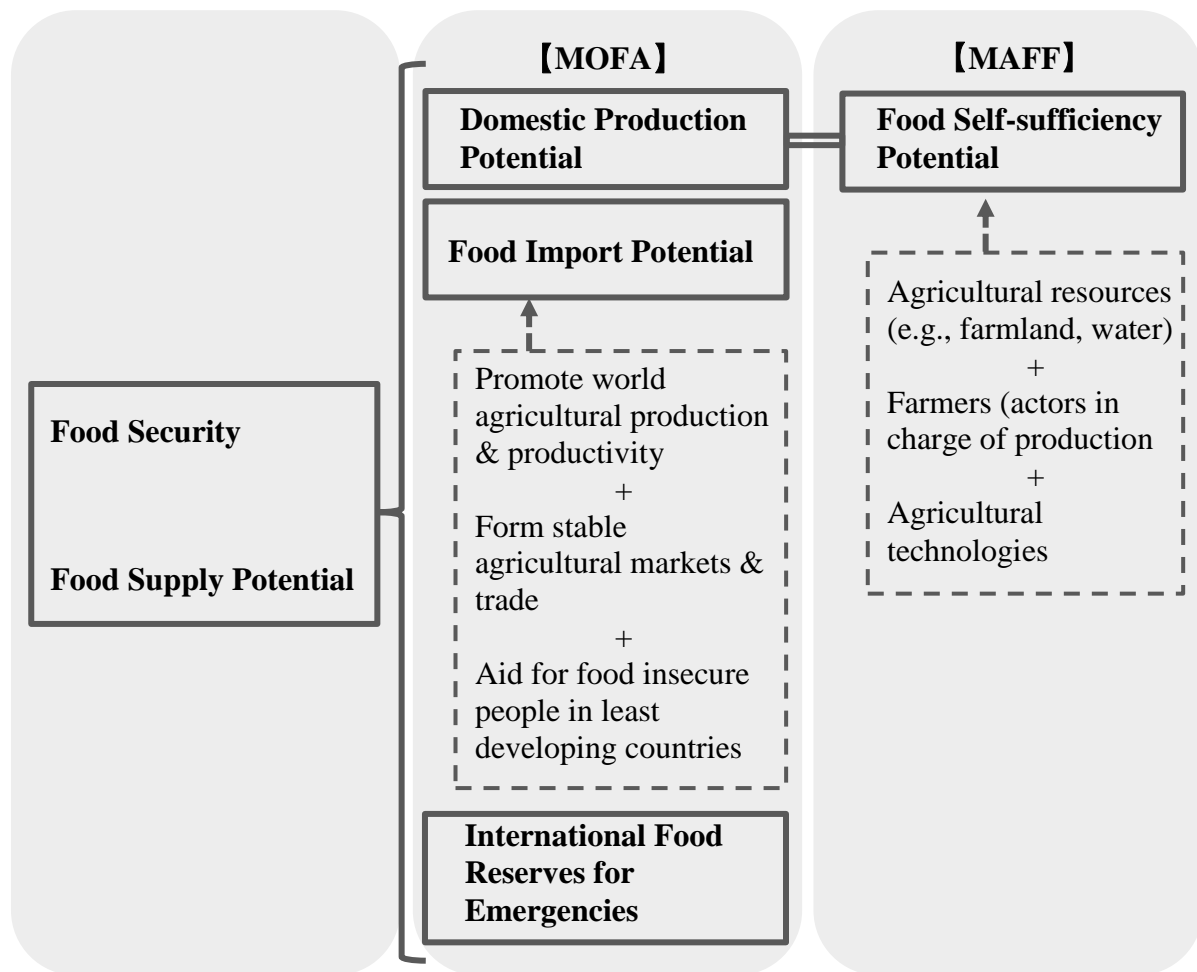 Food Security
Food Supply Potential
【MOFA】
Domestic Production
Potential
Food Import Potential
Promote world
agricultural production
& productivity
+
Form stable
agricultural markets &
trade
+
Aid for food insecure
people in least
developing countries
International Food
Reserves for
Emergencies
【MAFF】
Food Self-sufficiency
Potential
Agricultural resources
(e.g., farmland, water)
+
Farmers (actors in
charge of production
+
Agricultural
technologies